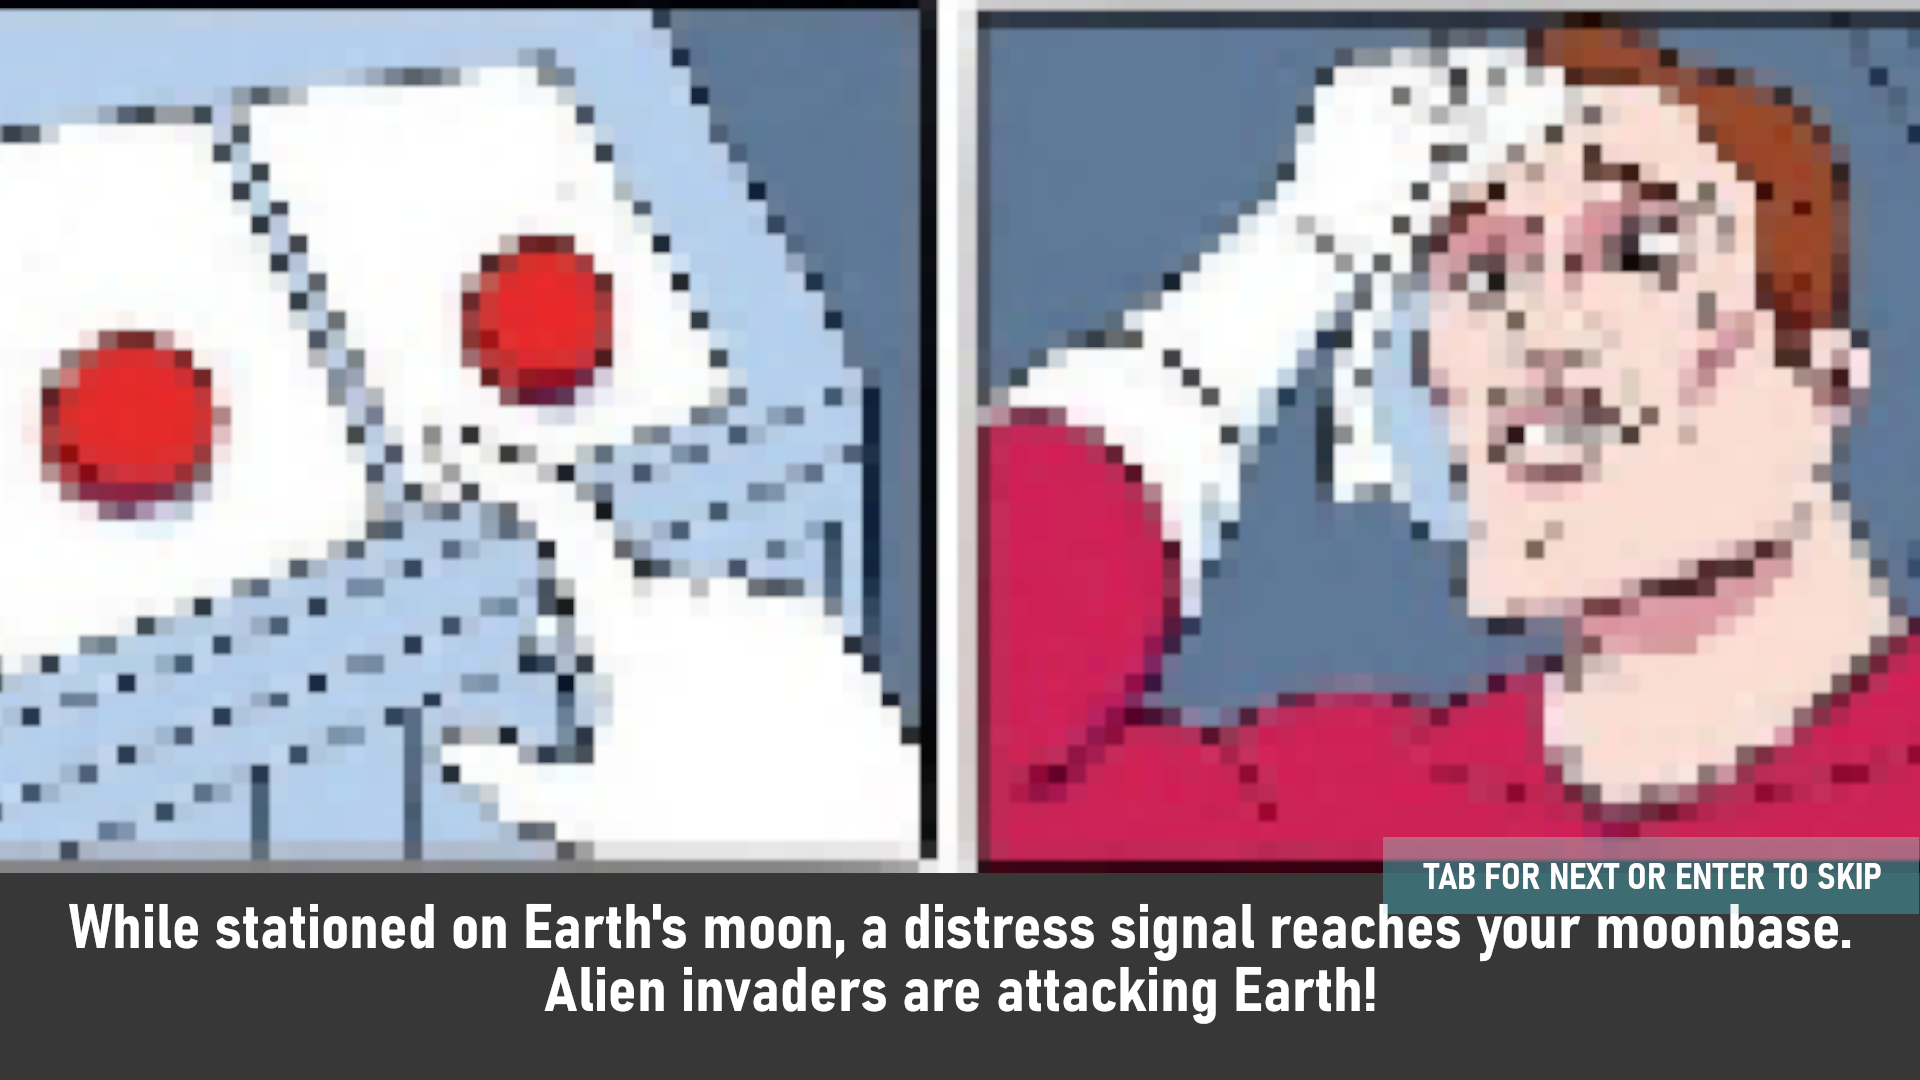 TAB FOR NEXT OR ENTER TO SKIP
While stationed on Earth's moon, a distress signal reaches your moonbase.
Alien invaders are attacking Earth!